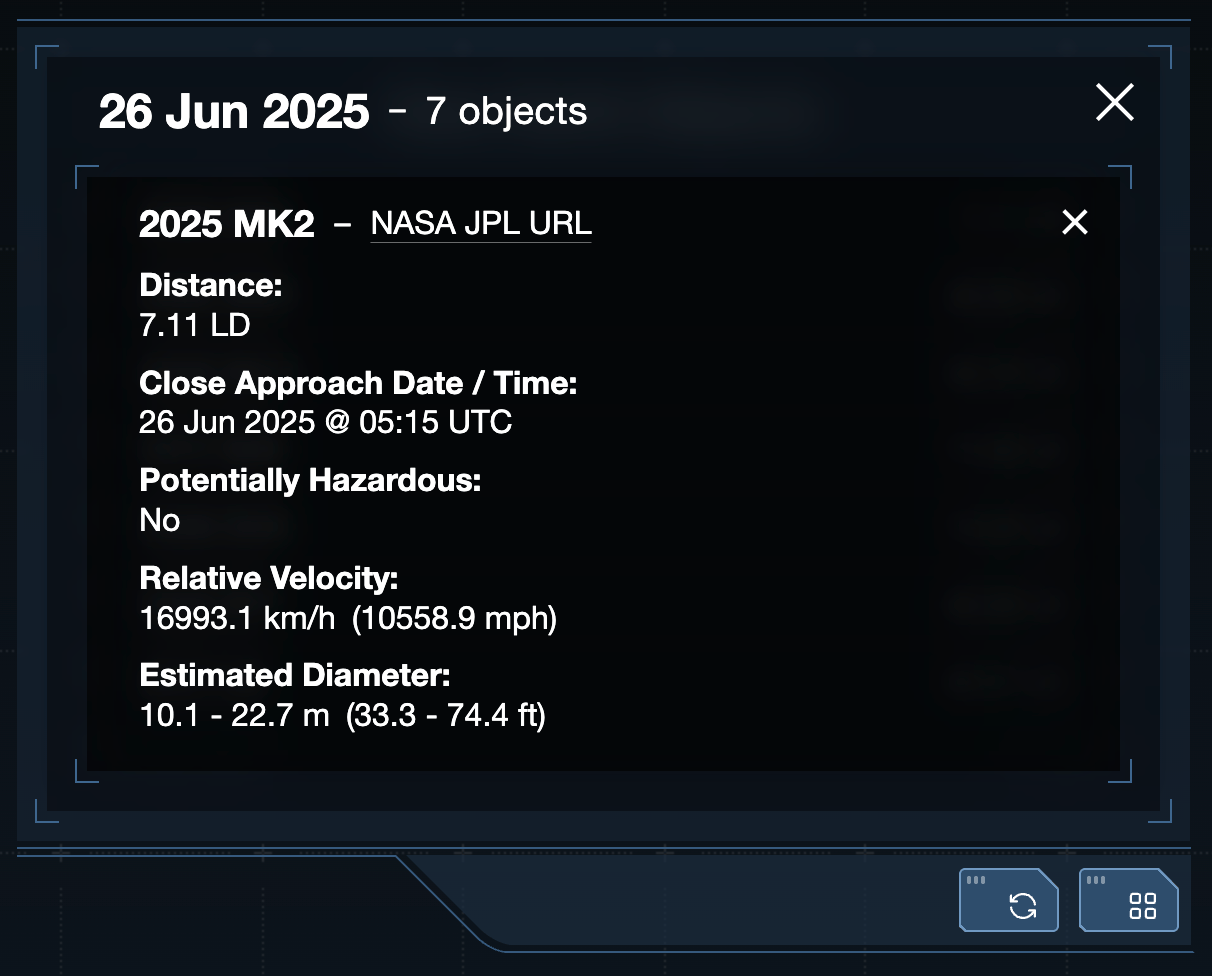 26 Jun 2025 – 7 objects
2025 MK2 – NASA JPL URL
Distance:
7.11 LD
Close Approach Date / Time:
26 Jun 2025 @ 05:15 UTC
Potentially Hazardous:
No
Relative Velocity:
16993.1 km/h (10558.9 mph)
Estimated Diameter:
10.1 - 22.7 m (33.3 - 74.4 ft)